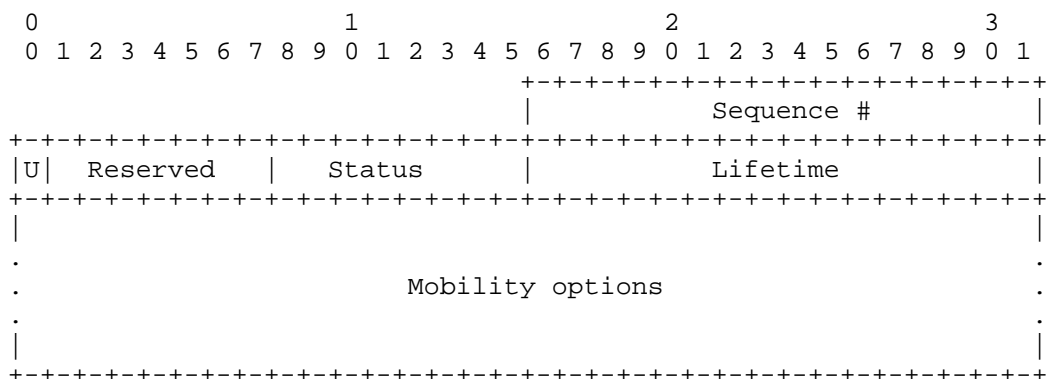 0                   1                   2                   3
 0 1 2 3 4 5 6 7 8 9 0 1 2 3 4 5 6 7 8 9 0 1 2 3 4 5 6 7 8 9 0 1
                                +-+-+-+-+-+-+-+-+-+-+-+-+-+-+-+-+
                                |           Sequence #          |
+-+-+-+-+-+-+-+-+-+-+-+-+-+-+-+-+-+-+-+-+-+-+-+-+-+-+-+-+-+-+-+-+
|U|  Reserved   |   Status      |           Lifetime            |
+-+-+-+-+-+-+-+-+-+-+-+-+-+-+-+-+-+-+-+-+-+-+-+-+-+-+-+-+-+-+-+-+
|                                                               |
.                                                               .
.                        Mobility options                       .
.                                                               .
|                                                               |
+-+-+-+-+-+-+-+-+-+-+-+-+-+-+-+-+-+-+-+-+-+-+-+-+-+-+-+-+-+-+-+-+